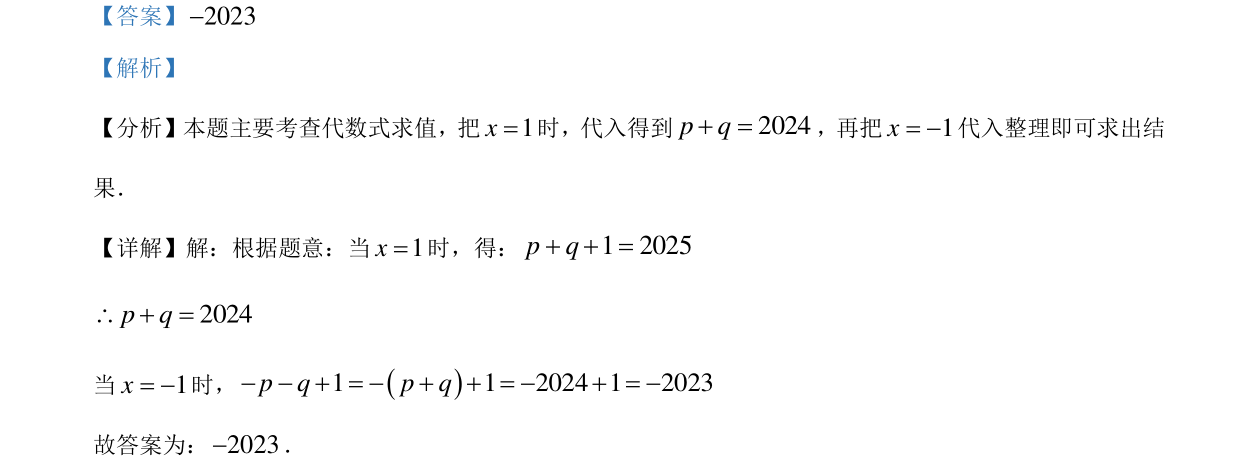 【答案】−2023
【解析】
【分析】本题主要考查代数式求值，把 x = 1时，代入得到 p + q = 2024，再把 x = −1代入整理即可求出结
果．
【详解】解：根据题意：当 x = 1时，得： p + q + 1 = 2025
∴ p + q = 2024
当 x = −1时，−p − q + 1 = −(p + q) + 1 = −2024 + 1 = −2023
故答案为：−2023．